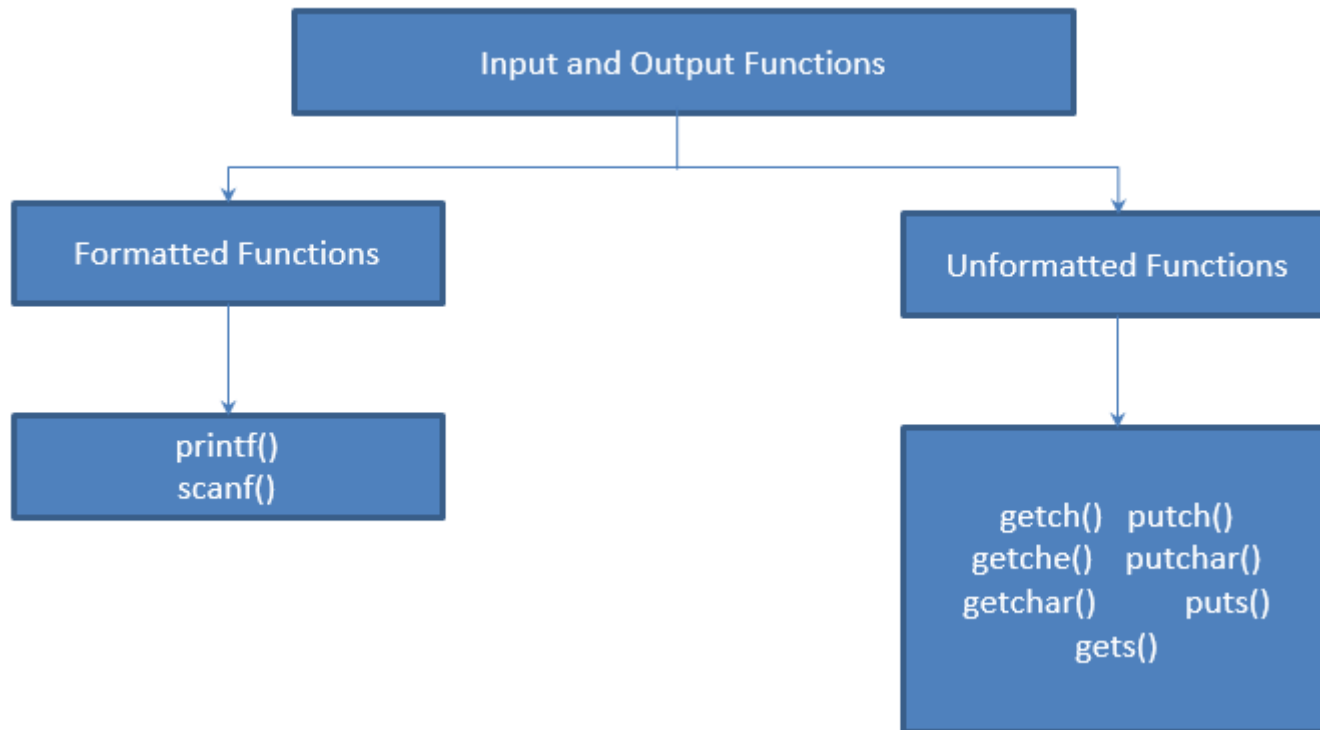 Input and Output Functions
Formatted Functions
Unformatted Functions
printf()
scanf()
getch() putch()
getche() putchar()
getchar() puts()
gets()